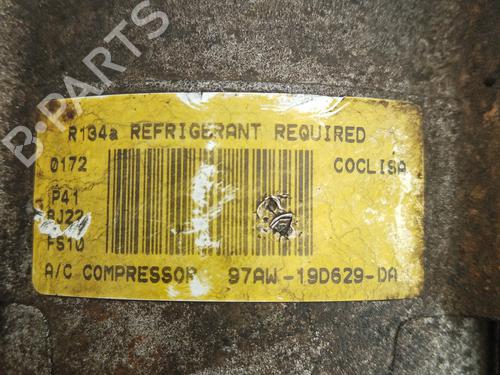 B-PARTS
R134a REFRIGERANT REQUIRED
0172
COCLISA
P41
AJ22
FS10
A/C COMPRESSOR 97AW-19D629-DA